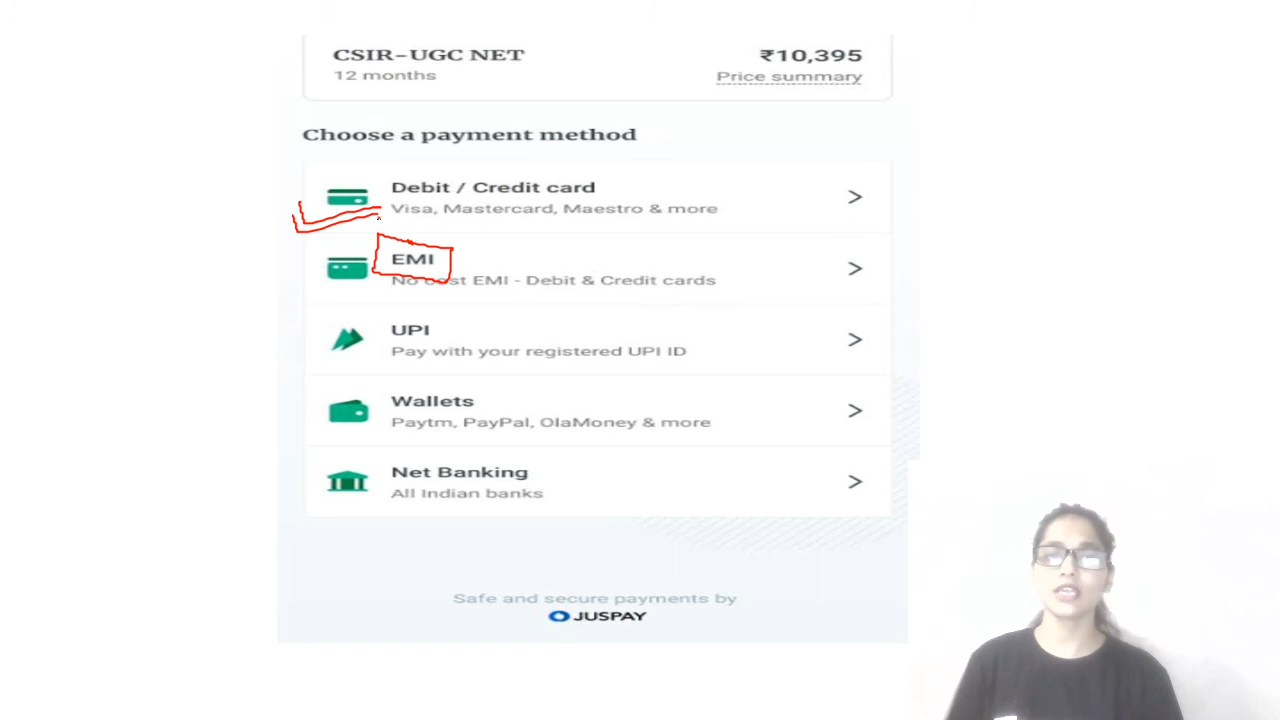 CSIR-UGC NET
₹10,395
12 months
Price summary
Choose a payment method
Debit / Credit card
Visa, Mastercard, Maestro & more
EMI
No cost EMI - Debit & Credit cards
UPI
Pay with your registered UPI ID
Wallets
Paytm, PayPal, OlaMoney & more
Net Banking
All Indian banks
Safe and secure payments by
JUSPAY